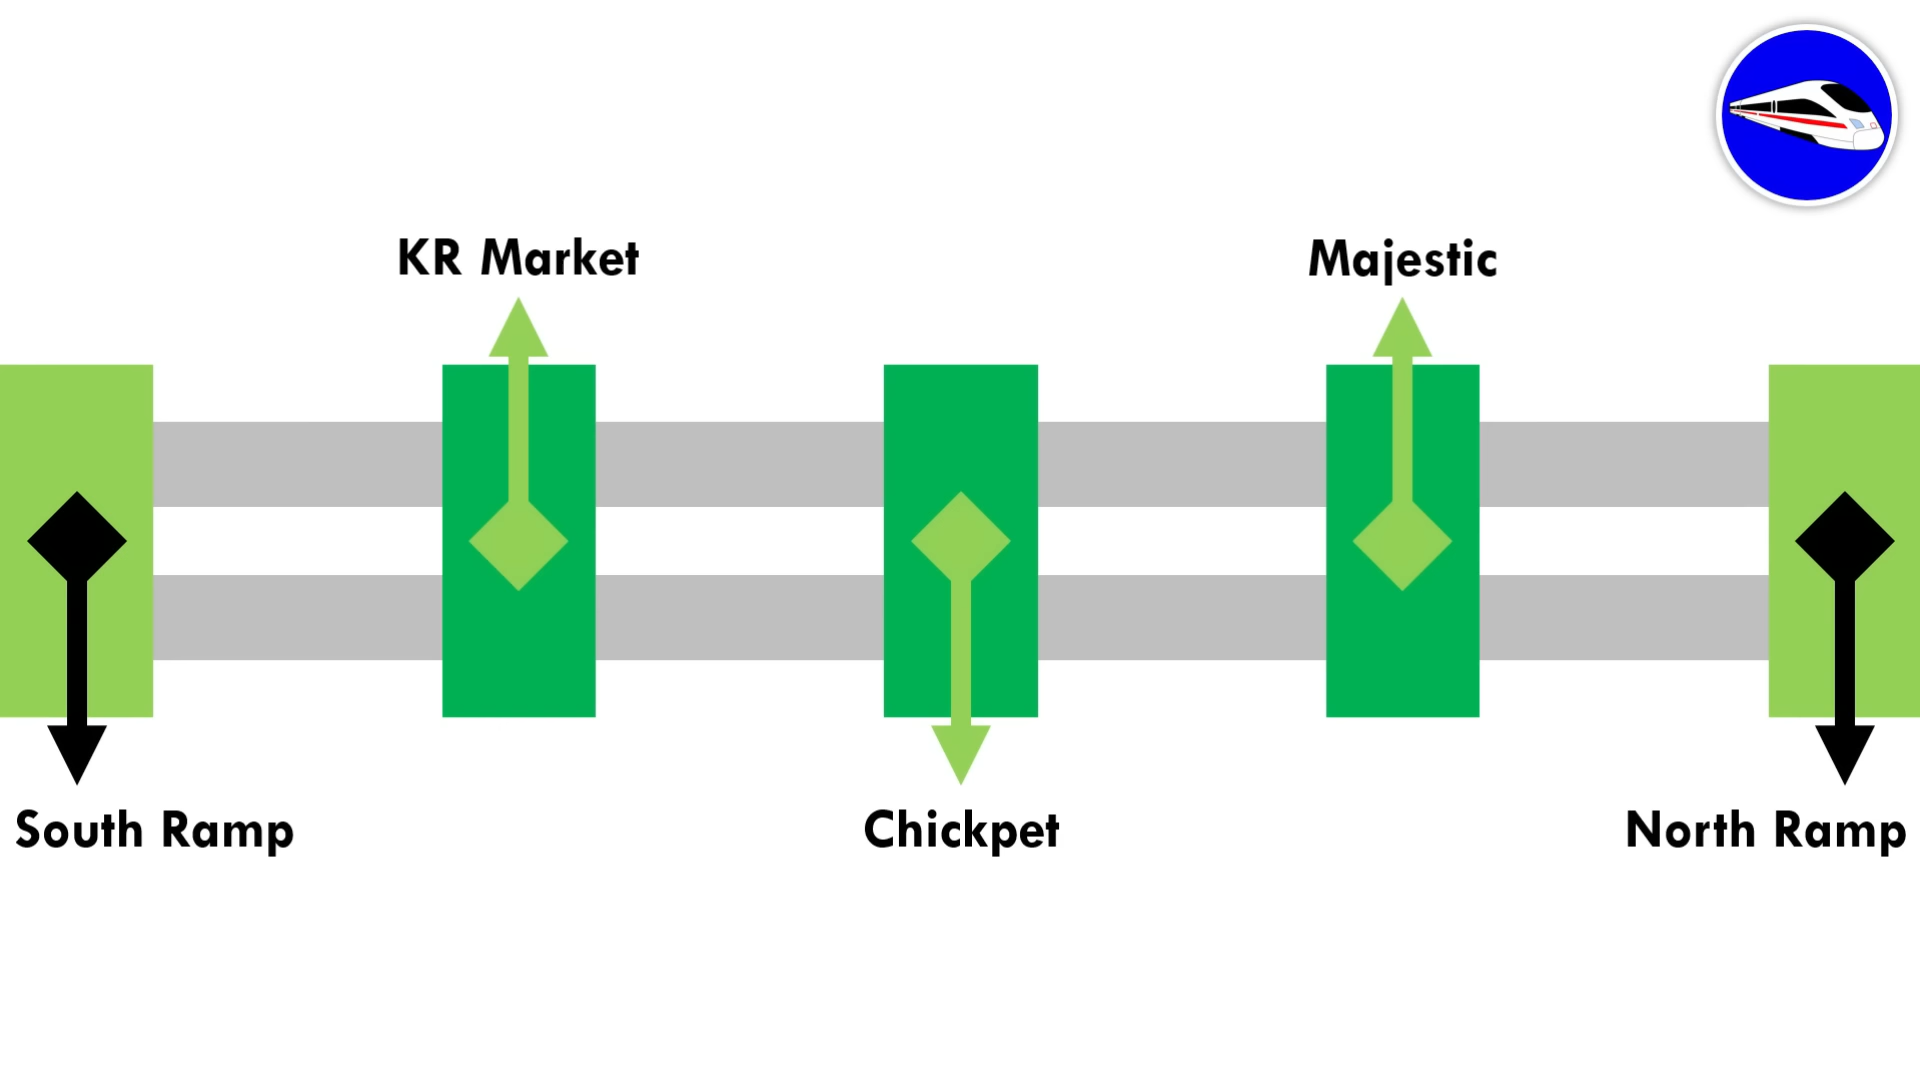 KR Market
Majestic
South Ramp
Chickpet
North Ramp